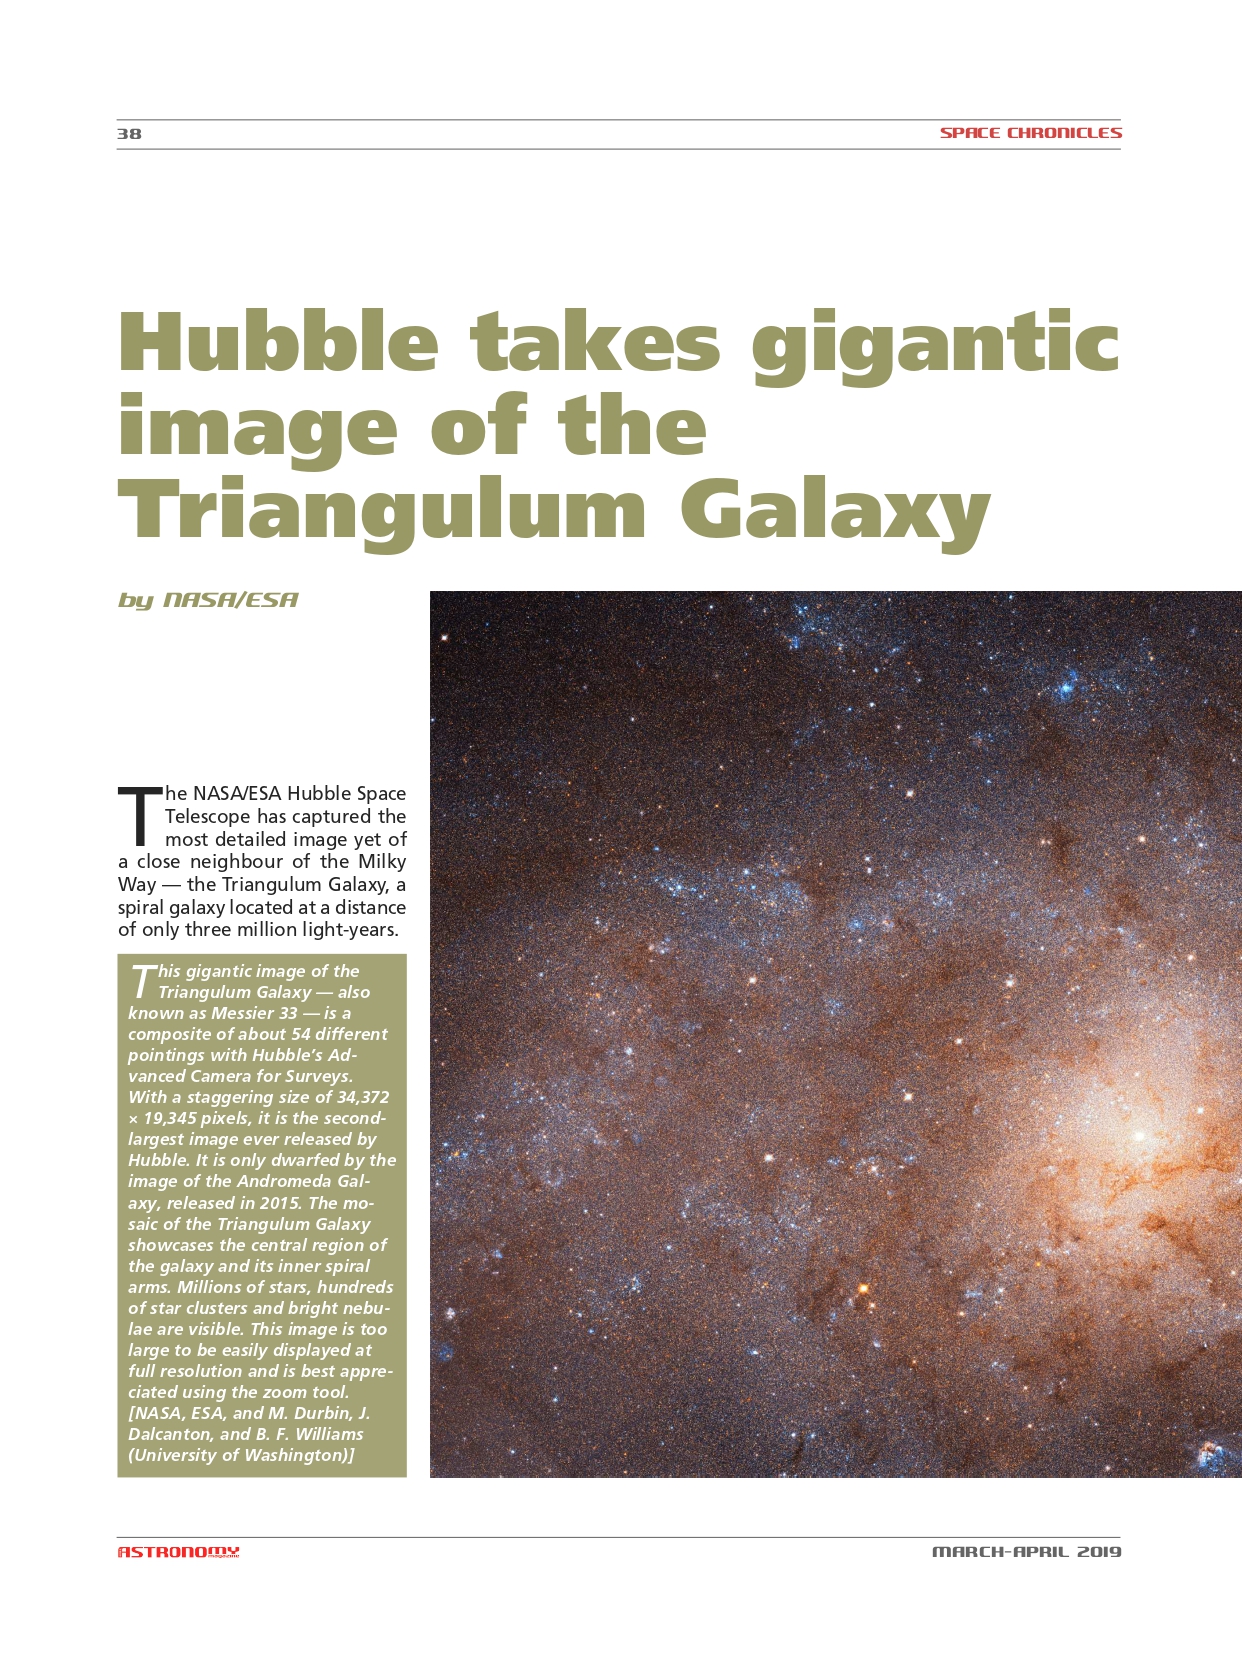 38
SPACE CHRONICLES
Hubble takes gigantic
image of the
Triangulum Galaxy
by NASA/ESA
The NASA/ESA Hubble Space
Telescope has captured the
most detailed image yet of
a close neighbour of the Milky
Way — the Triangulum Galaxy, a
spiral galaxy located at a distance
of only three million light-years.
This gigantic image of the
Triangulum Galaxy — also
known as Messier 33 — is a
composite of about 54 different
pointings with Hubble’s Ad-
vanced Camera for Surveys.
With a staggering size of 34,372
× 19,345 pixels, it is the second-
largest image ever released by
Hubble. It is only dwarfed by the
image of the Andromeda Gal-
axy, released in 2015. The mo-
saic of the Triangulum Galaxy
showcases the central region of
the galaxy and its inner spiral
arms. Millions of stars, hundreds
of star clusters and bright nebu-
lae are visible. This image is too
large to be easily displayed at
full resolution and is best appre-
ciated using the zoom tool.
[NASA, ESA, and M. Durbin, J.
Dalcanton, and B. F. Williams
(University of Washington)]
ASTRONOMY
magazine
MARCH-APRIL 2019